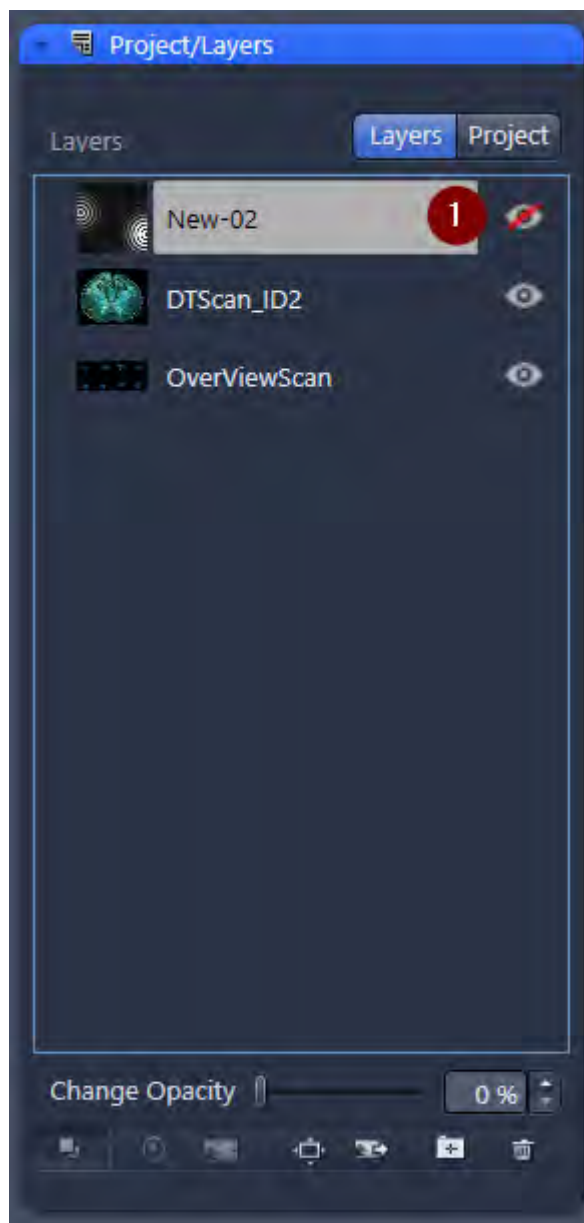 Project/Layers
Layers Layers Project
New-02 1
DTScan_ID2
OverViewScan
Change Opacity 0 %